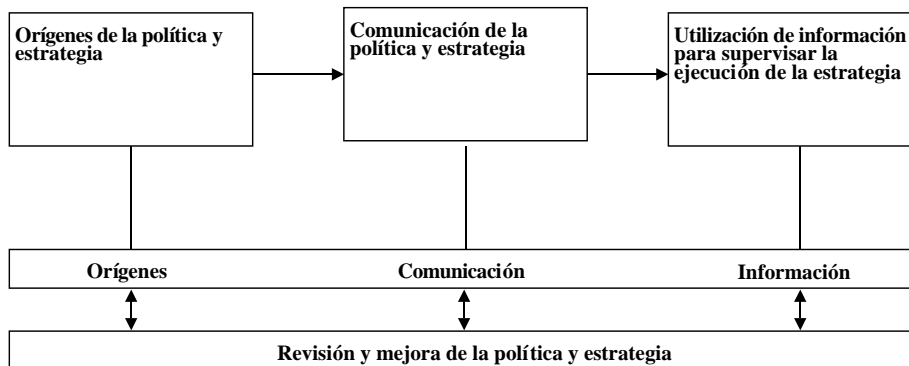 Orígenes de la política y
estrategia
Comunicación de la
política y estrategia
Utilización de información
para supervisar la
ejecución de la estrategia
Orígenes
Comunicación
Información
Revisión y mejora de la política y estrategia